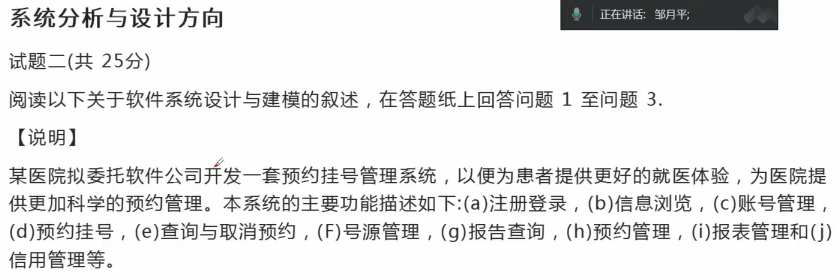 系统分析与设计方向
正在讲话: 邹月平;
试题二(共 25分)
阅读以下关于软件系统设计与建模的叙述，在答题纸上回答问题 1 至问题 3.
【说明】
某医院拟委托软件公司开发一套预约挂号管理系统，以便为患者提供更好的就医体验，为医院提
供更加科学的预约管理。本系统的主要功能描述如下:(a)注册登录，(b)信息浏览，(c)账号管理，
(d)预约挂号，(e)查询与取消预约，(F)号源管理，(g)报告查询，(h)预约管理，(i)报表管理和(j)
信用管理等。